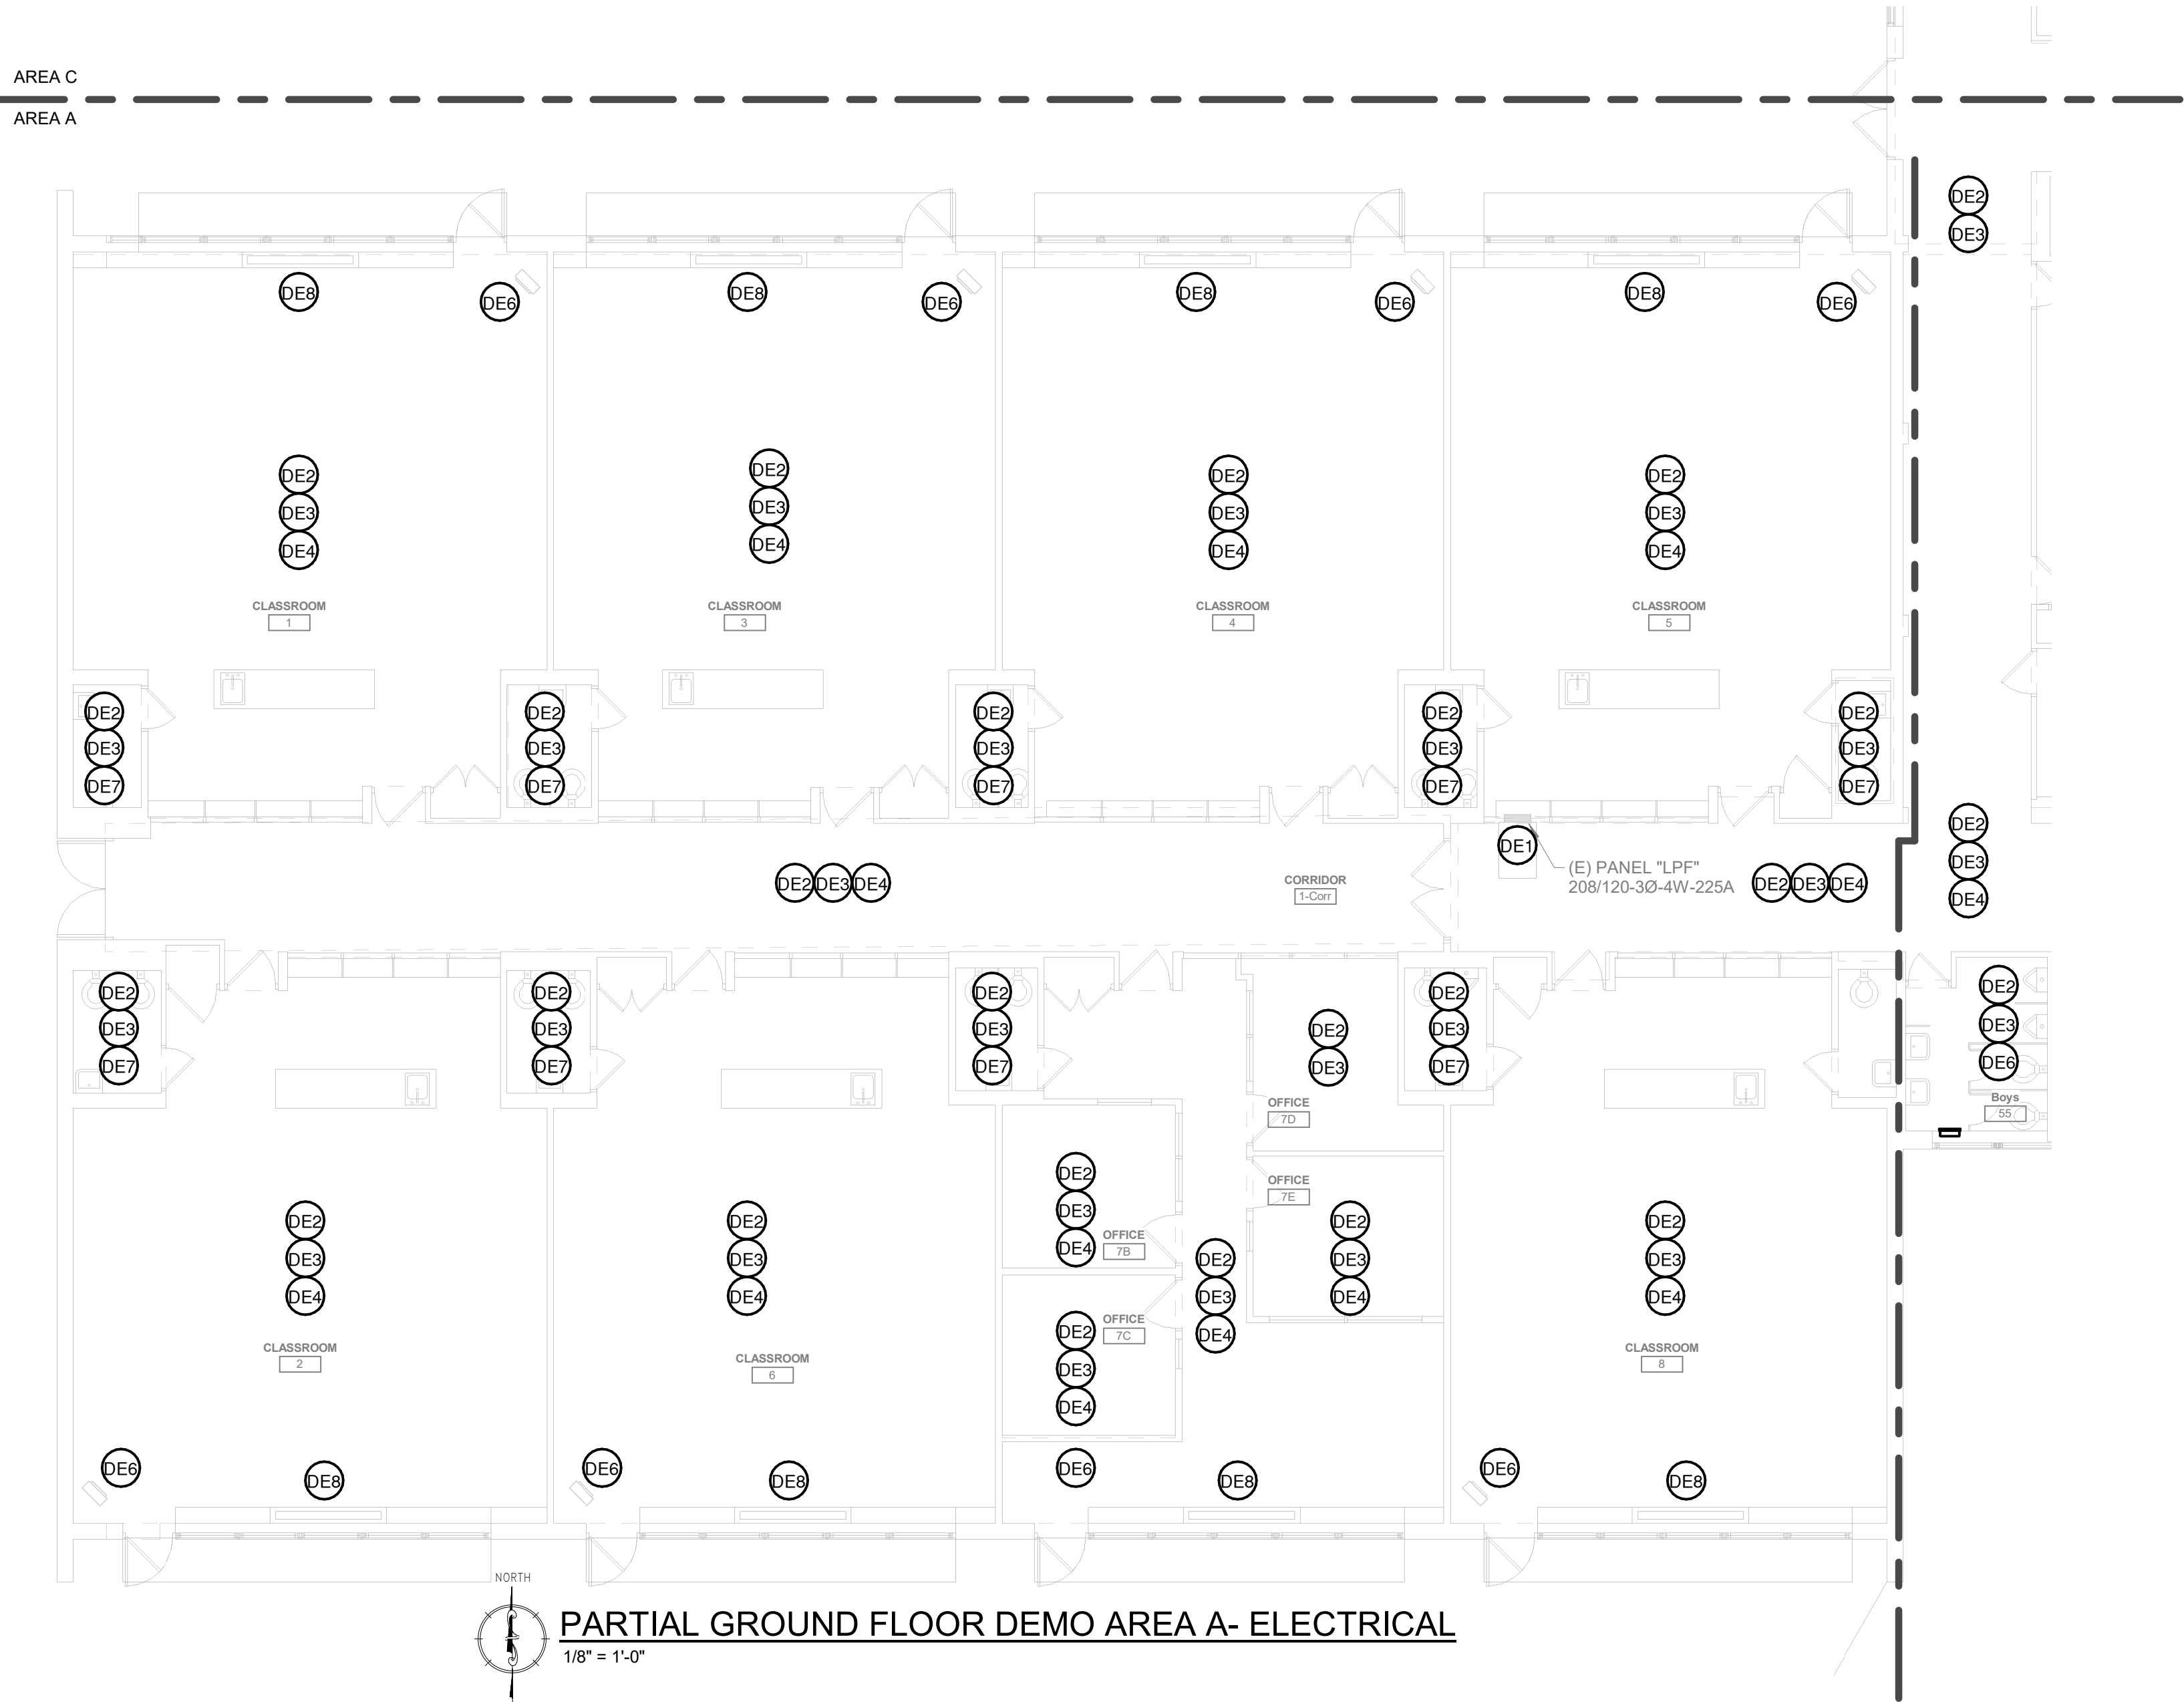 AREA C
AREA A
DE2
DE3
DE8
DE6
DE8
DE6
DE8
DE6
DE8
DE6
DE2
DE3
DE4
DE2
DE3
DE4
DE2
DE3
DE4
DE2
DE3
DE4
CLASSROOM
1
CLASSROOM
3
CLASSROOM
4
CLASSROOM
5
DE2
DE3
DE7
DE2
DE3
DE7
DE2
DE3
DE7
DE2
DE3
DE7
DE2
DE3
DE7
DE1
(E) PANEL "LPF"
208/120-3Ø-4W-225A
DE2 DE3 DE4
CORRIDOR
1-Corr
DE2 DE3 DE4
DE2
DE3
DE4
DE2
DE3
DE7
DE2
DE3
DE7
DE2
DE3
DE7
DE2
DE3
DE2
DE3
DE7
DE2
DE3
DE6
Boys
55
OFFICE
7D
OFFICE
7E
DE2
DE3
DE4
OFFICE
7B
DE2
DE3
DE4
DE2
DE3
DE4
DE2
DE3
DE4
DE2
DE3
DE4
DE2
DE3
DE4
DE2
DE3
DE4
OFFICE
7C
CLASSROOM
2
CLASSROOM
6
CLASSROOM
8
DE6
DE8
DE6
DE8
DE6
DE8
DE6
DE8
NORTH
PARTIAL GROUND FLOOR DEMO AREA A- ELECTRICAL
1/8" = 1'-0"